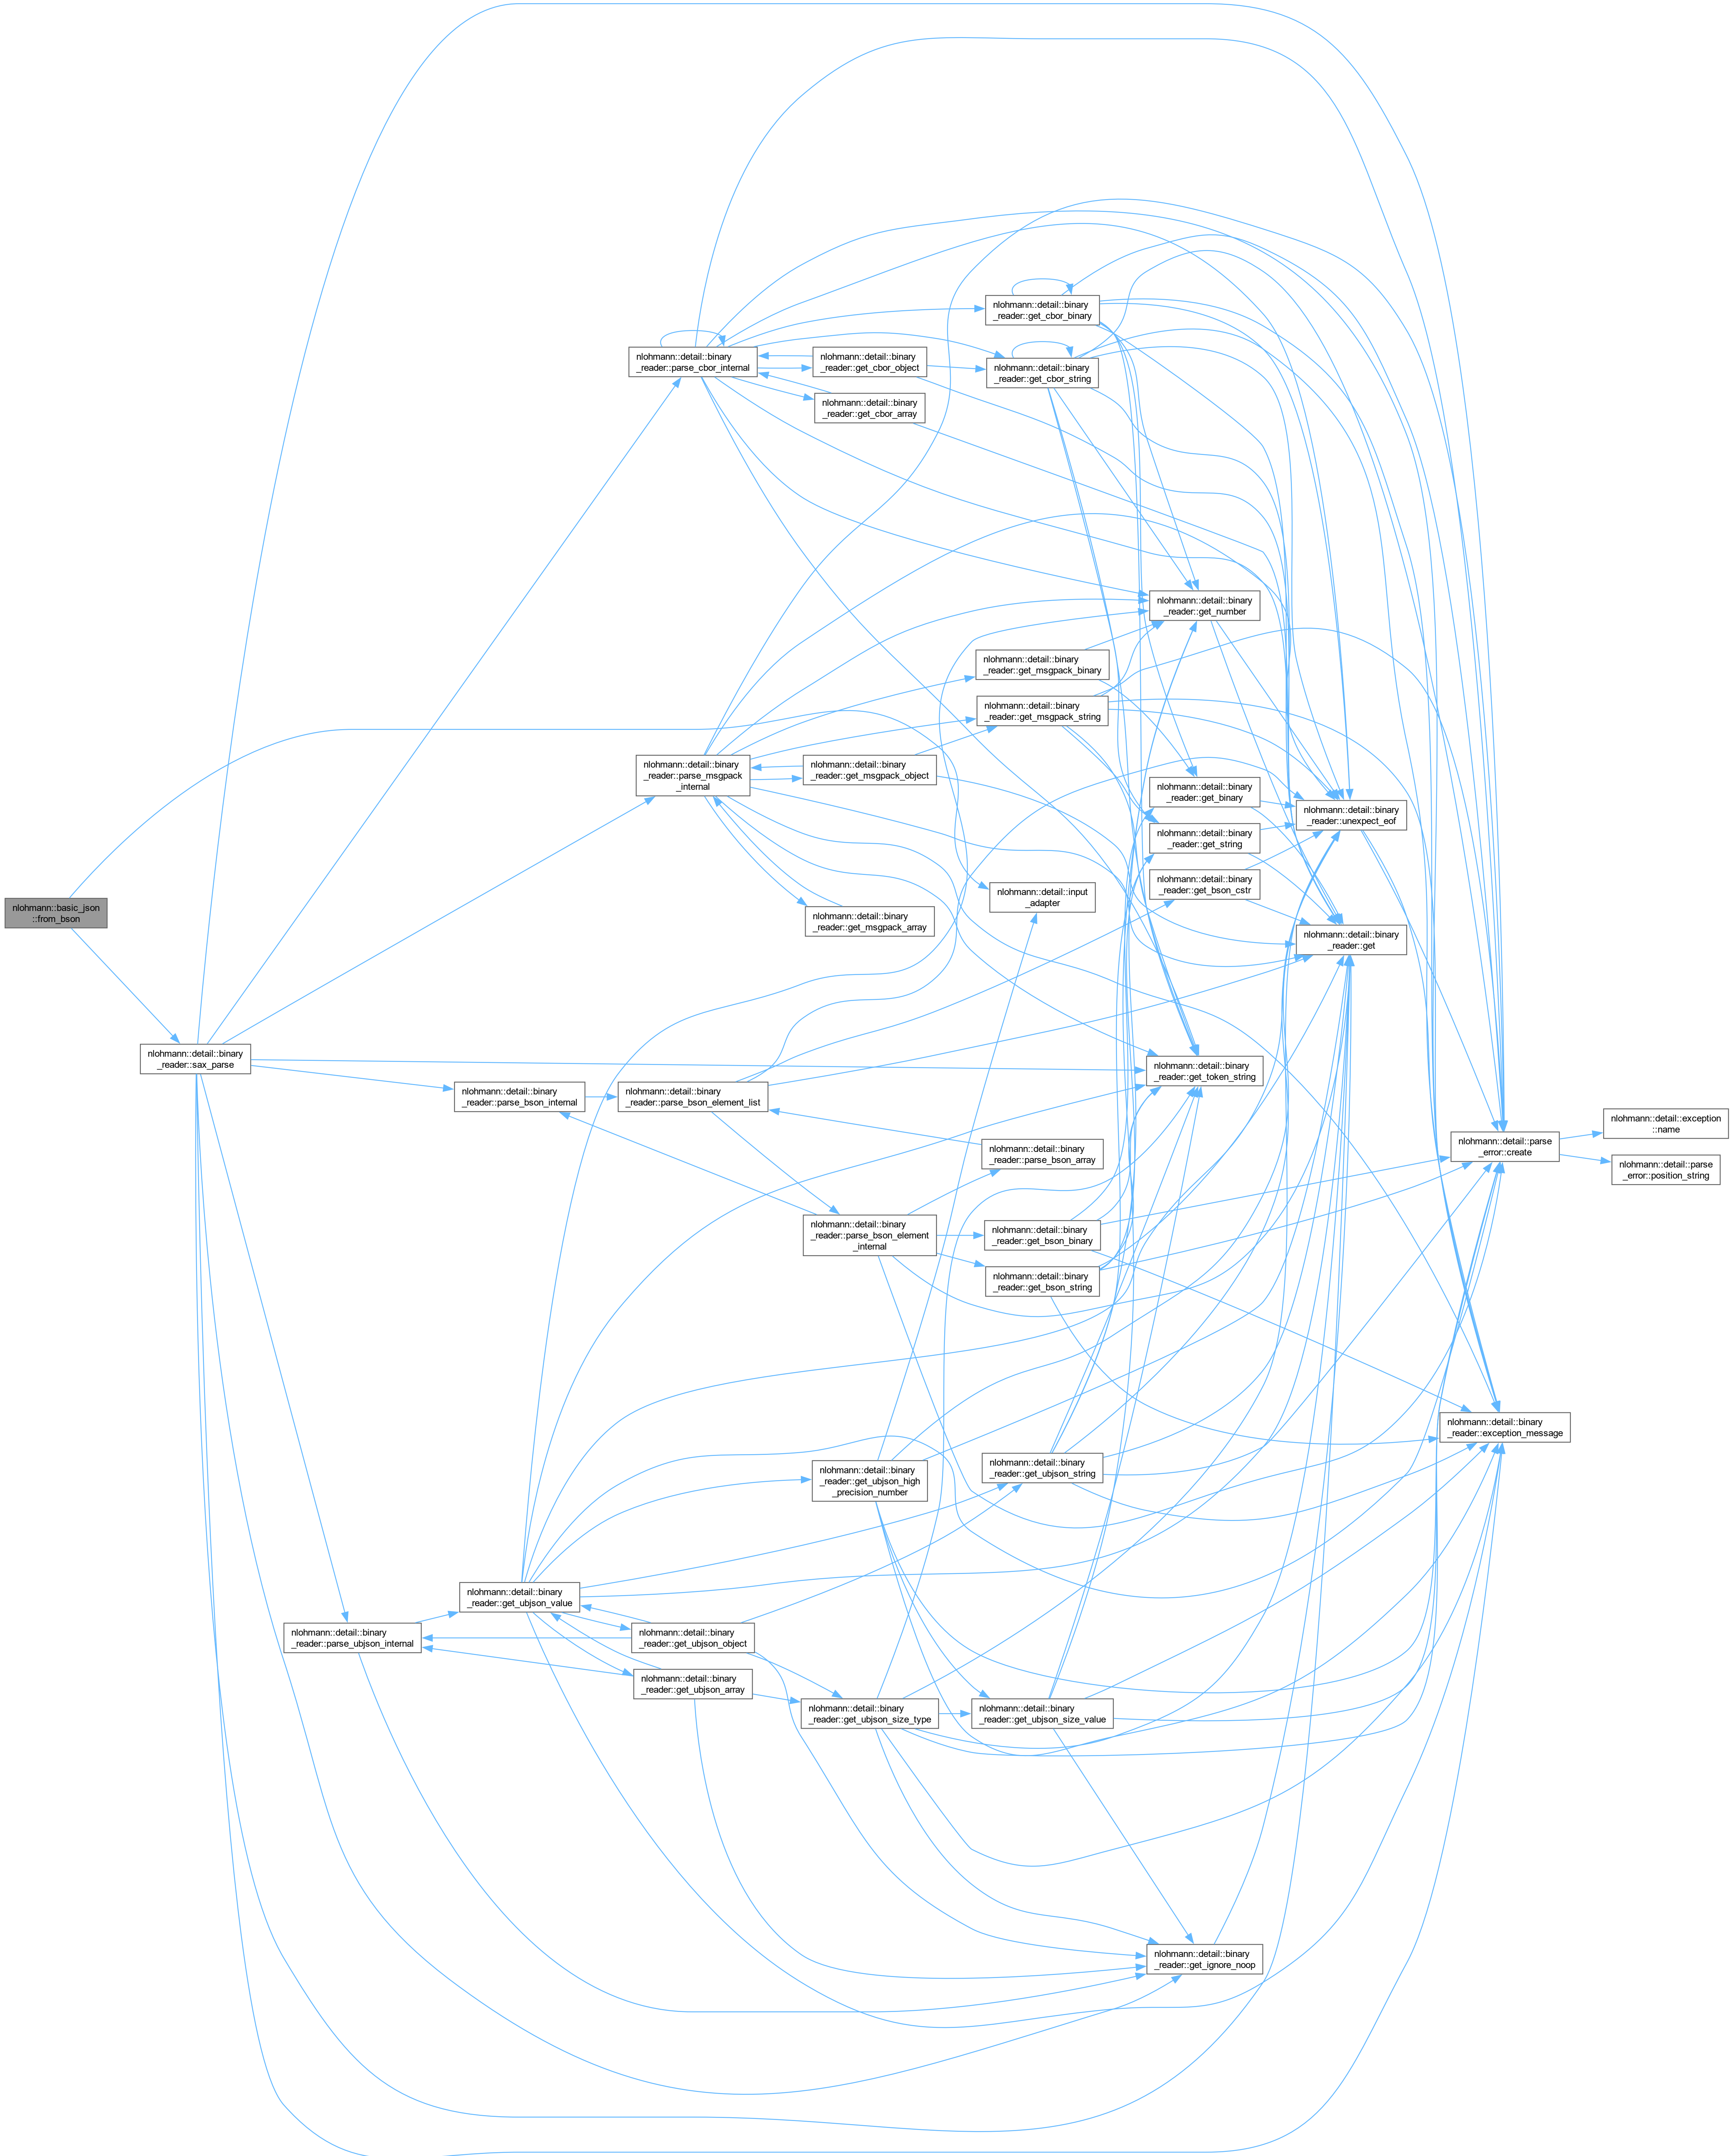 nlohmann::basic_json
::from_bson
nlohmann::detail::binary
_reader::sax_parse
nlohmann::detail::binary
_reader::parse_cbor_internal
nlohmann::detail::binary
_reader::get_cbor_object
nlohmann::detail::binary
_reader::get_cbor_array
nlohmann::detail::binary
_reader::get_cbor_binary
nlohmann::detail::binary
_reader::get_cbor_string
nlohmann::detail::binary
_reader::get_number
nlohmann::detail::binary
_reader::get_msgpack_binary
nlohmann::detail::binary
_reader::get_msgpack_string
nlohmann::detail::binary
_reader::parse_msgpack
_internal
nlohmann::detail::binary
_reader::get_msgpack_object
nlohmann::detail::binary
_reader::get_msgpack_array
nlohmann::detail::binary
_reader::get_binary
nlohmann::detail::binary
_reader::get_string
nlohmann::detail::binary
_reader::get_bson_cstr
nlohmann::detail::binary
_reader::unexpect_eof
nlohmann::detail::input
_adapter
nlohmann::detail::binary
_reader::get
nlohmann::detail::binary
_reader::get_token_string
nlohmann::detail::binary
_reader::parse_bson_internal
nlohmann::detail::binary
_reader::parse_bson_element_list
nlohmann::detail::binary
_reader::parse_bson_array
nlohmann::detail::parse
_error::create
nlohmann::detail::exception
::name
nlohmann::detail::parse
_error::position_string
nlohmann::detail::binary
_reader::parse_bson_element
_internal
nlohmann::detail::binary
_reader::get_bson_binary
nlohmann::detail::binary
_reader::get_bson_string
nlohmann::detail::binary
_reader::exception_message
nlohmann::detail::binary
_reader::get_ubjson_high
_precision_number
nlohmann::detail::binary
_reader::get_ubjson_string
nlohmann::detail::binary
_reader::get_ubjson_value
nlohmann::detail::binary
_reader::parse_ubjson_internal
nlohmann::detail::binary
_reader::get_ubjson_object
nlohmann::detail::binary
_reader::get_ubjson_array
nlohmann::detail::binary
_reader::get_ubjson_size_type
nlohmann::detail::binary
_reader::get_ubjson_size_value
nlohmann::detail::binary
_reader::get_ignore_noop